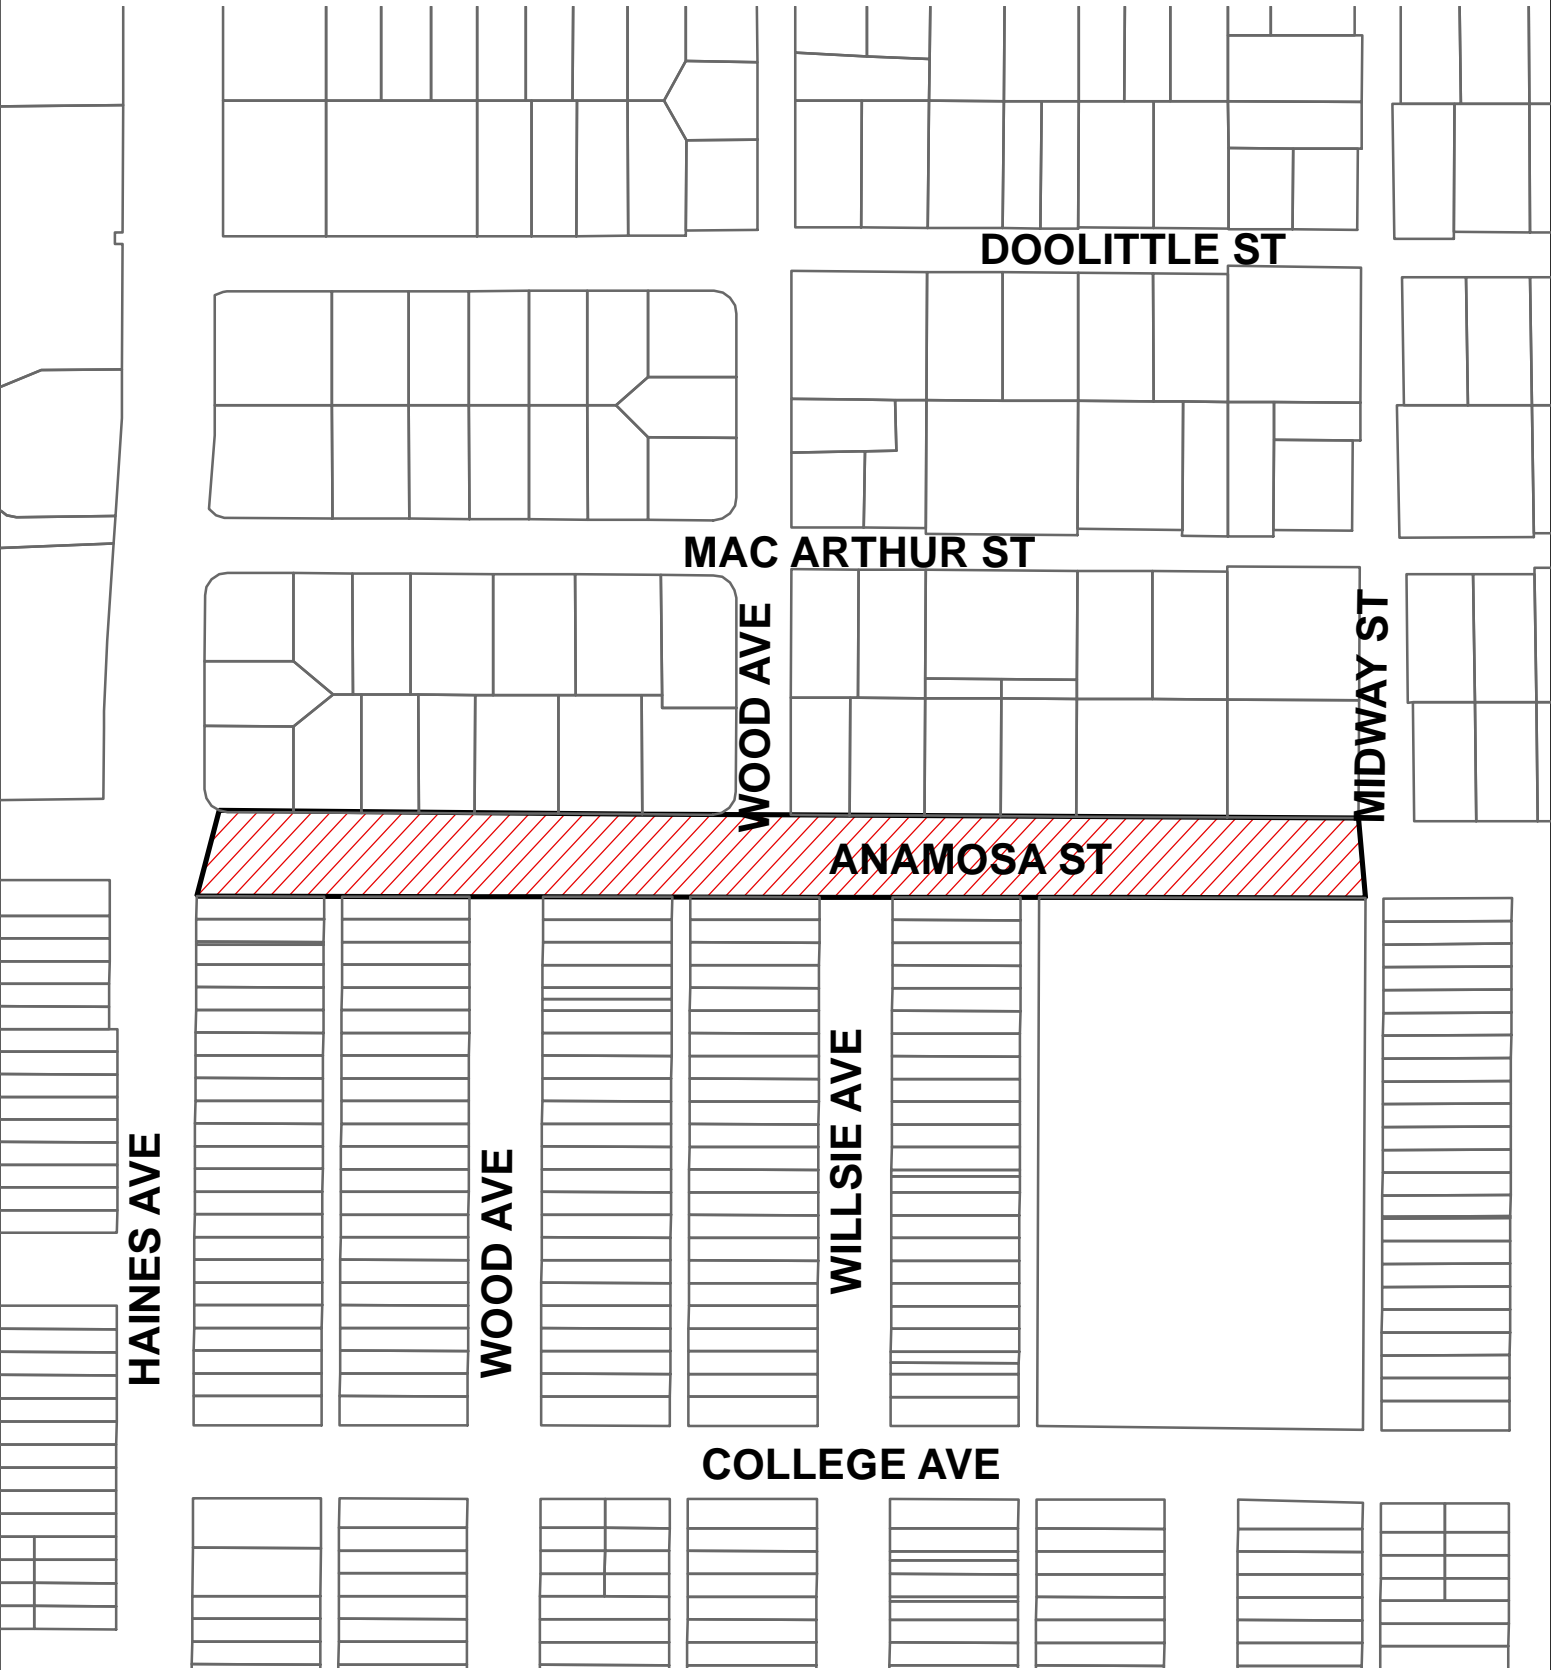 DOOLITTLE ST
MAC ARTHUR ST
WOOD AVE
MIDWAY ST
ANAMOSA ST
HAINES AVE
WOOD AVE
WILLSIE AVE
COLLEGE AVE